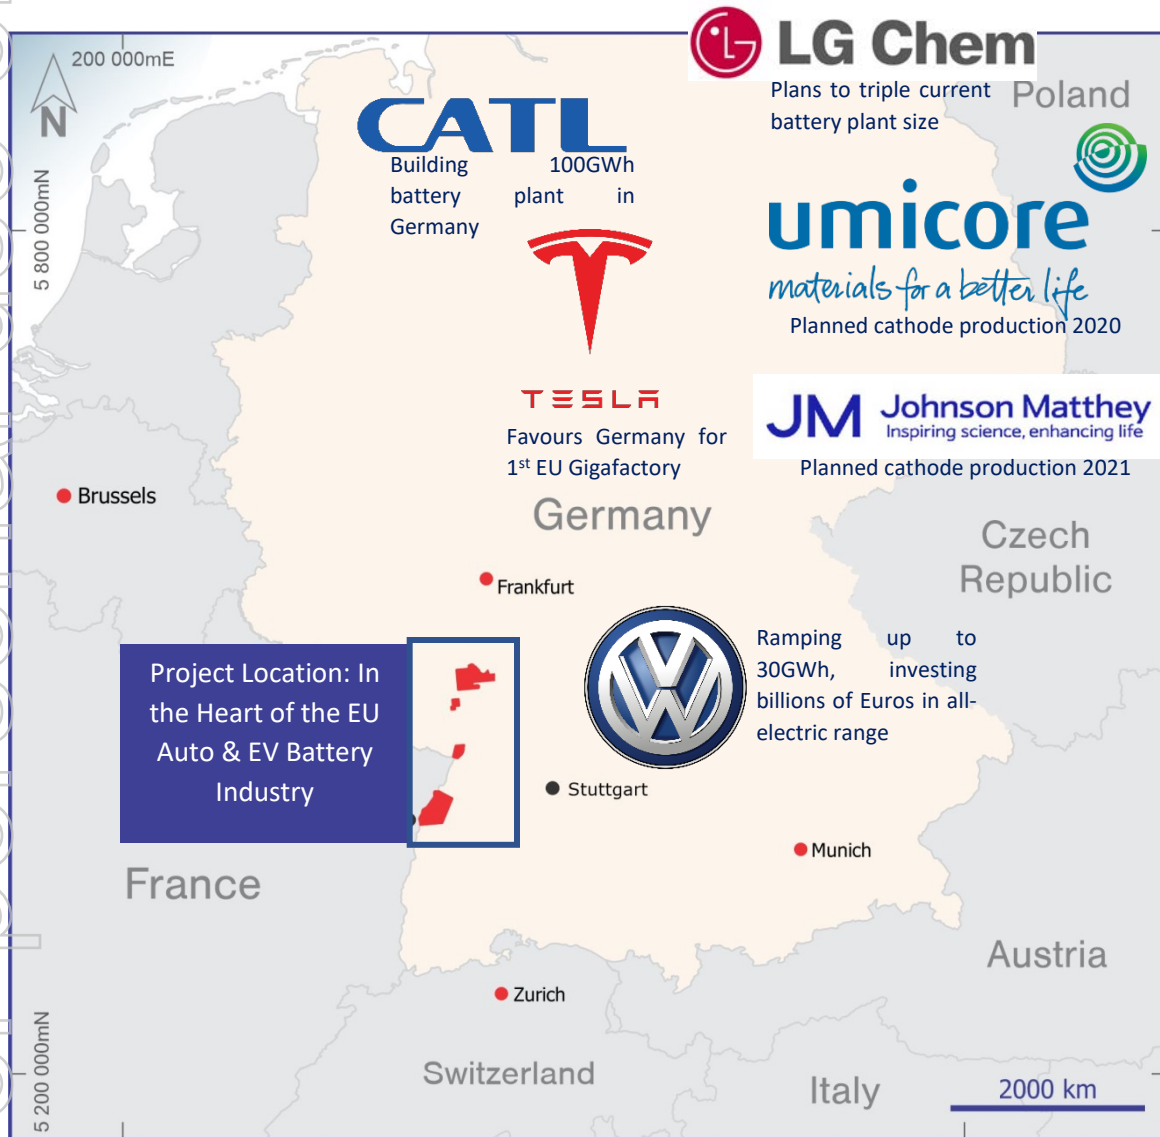 200 000mE
N
5 800 000mN
5 200 000mN
LG Chem
Plans to triple current
battery plant size
Poland
CATL
Building 100GWh
battery plant in
Germany
umicore
materials for a better life
Planned cathode production 2020
TESLA
Favours Germany for
1st EU Gigafactory
JM Johnson Matthey
Inspiring science, enhancing life
Planned cathode production 2021
Brussels
Germany
Czech
Republic
Frankfurt
Project Location: In
the Heart of the EU
Auto & EV Battery
Industry
VW
Ramping up to
30GWh, investing
billions of Euros in all-
electric range
Stuttgart
Munich
France
Austria
Zurich
Switzerland
Italy
2000 km